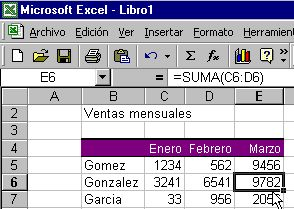 Microsoft Excel - Libro1
Archivo Edición Ver Insertar Formato Herramien
E6 = =SUMA(C6:D6)
A B C D E
2 Ventas mensuales
3
4 Enero Febrero Marzo
5 Gomez 1234 562 9456
6 Gonzalez 3241 6541 9782
7 Garcia 33 956